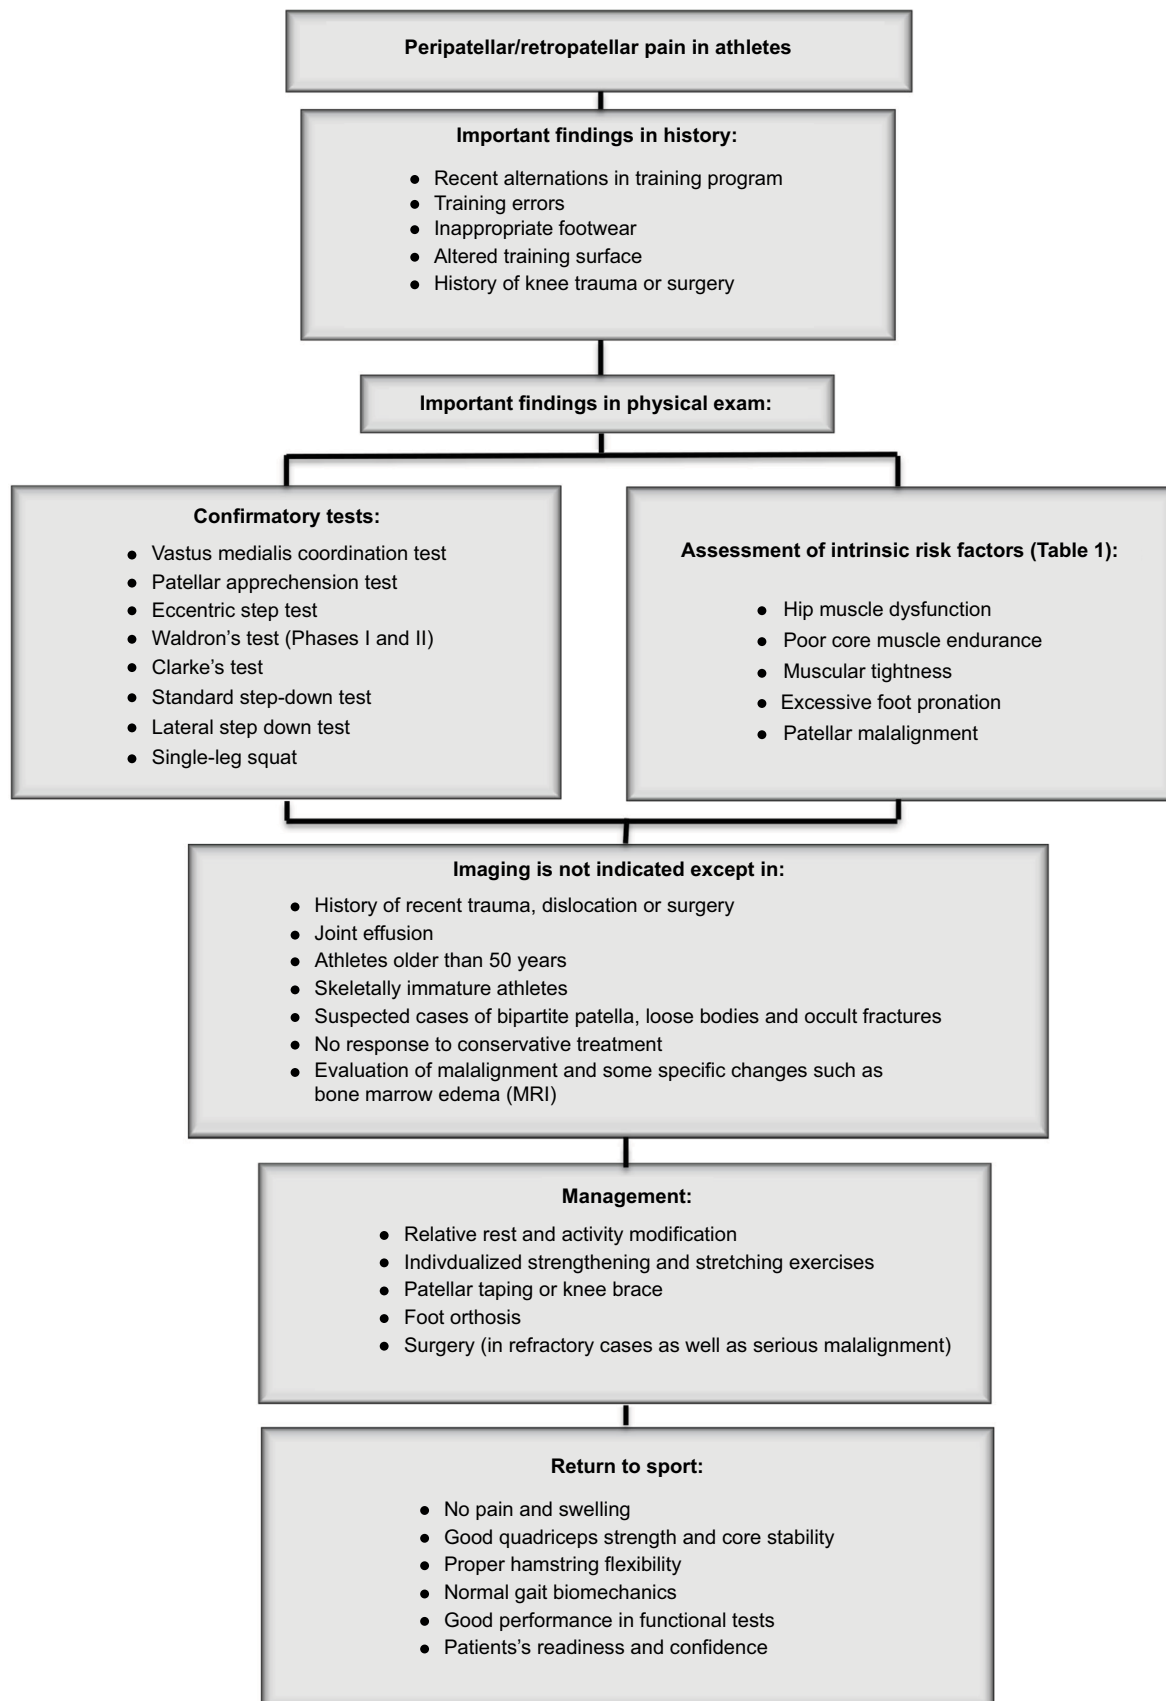 Peripatellar/retropatellar pain in athletes
Important findings in history:
● Recent alternations in training program
● Training errors
● Inappropriate footwear
● Altered training surface
● History of knee trauma or surgery
Important findings in physical exam:
Confirmatory tests:
● Vastus medialis coordination test
● Patellar apprechension test
● Eccentric step test
● Waldron’s test (Phases I and II)
● Clarke’s test
● Standard step-down test
● Lateral step down test
● Single-leg squat
Assessment of intrinsic risk factors (Table 1):
● Hip muscle dysfunction
● Poor core muscle endurance
● Muscular tightness
● Excessive foot pronation
● Patellar malalignment
Imaging is not indicated except in:
● History of recent trauma, dislocation or surgery
● Joint effusion
● Athletes older than 50 years
● Skeletally immature athletes
● Suspected cases of bipartite patella, loose bodies and occult fractures
● No response to conservative treatment
● Evaluation of malalignment and some specific changes such as
bone marrow edema (MRI)
Management:
● Relative rest and activity modification
● Indivdualized strengthening and stretching exercises
● Patellar taping or knee brace
● Foot orthosis
● Surgery (in refractory cases as well as serious malalignment)
Return to sport:
● No pain and swelling
● Good quadriceps strength and core stability
● Proper hamstring flexibility
● Normal gait biomechanics
● Good performance in functional tests
● Patients’s readiness and confidence